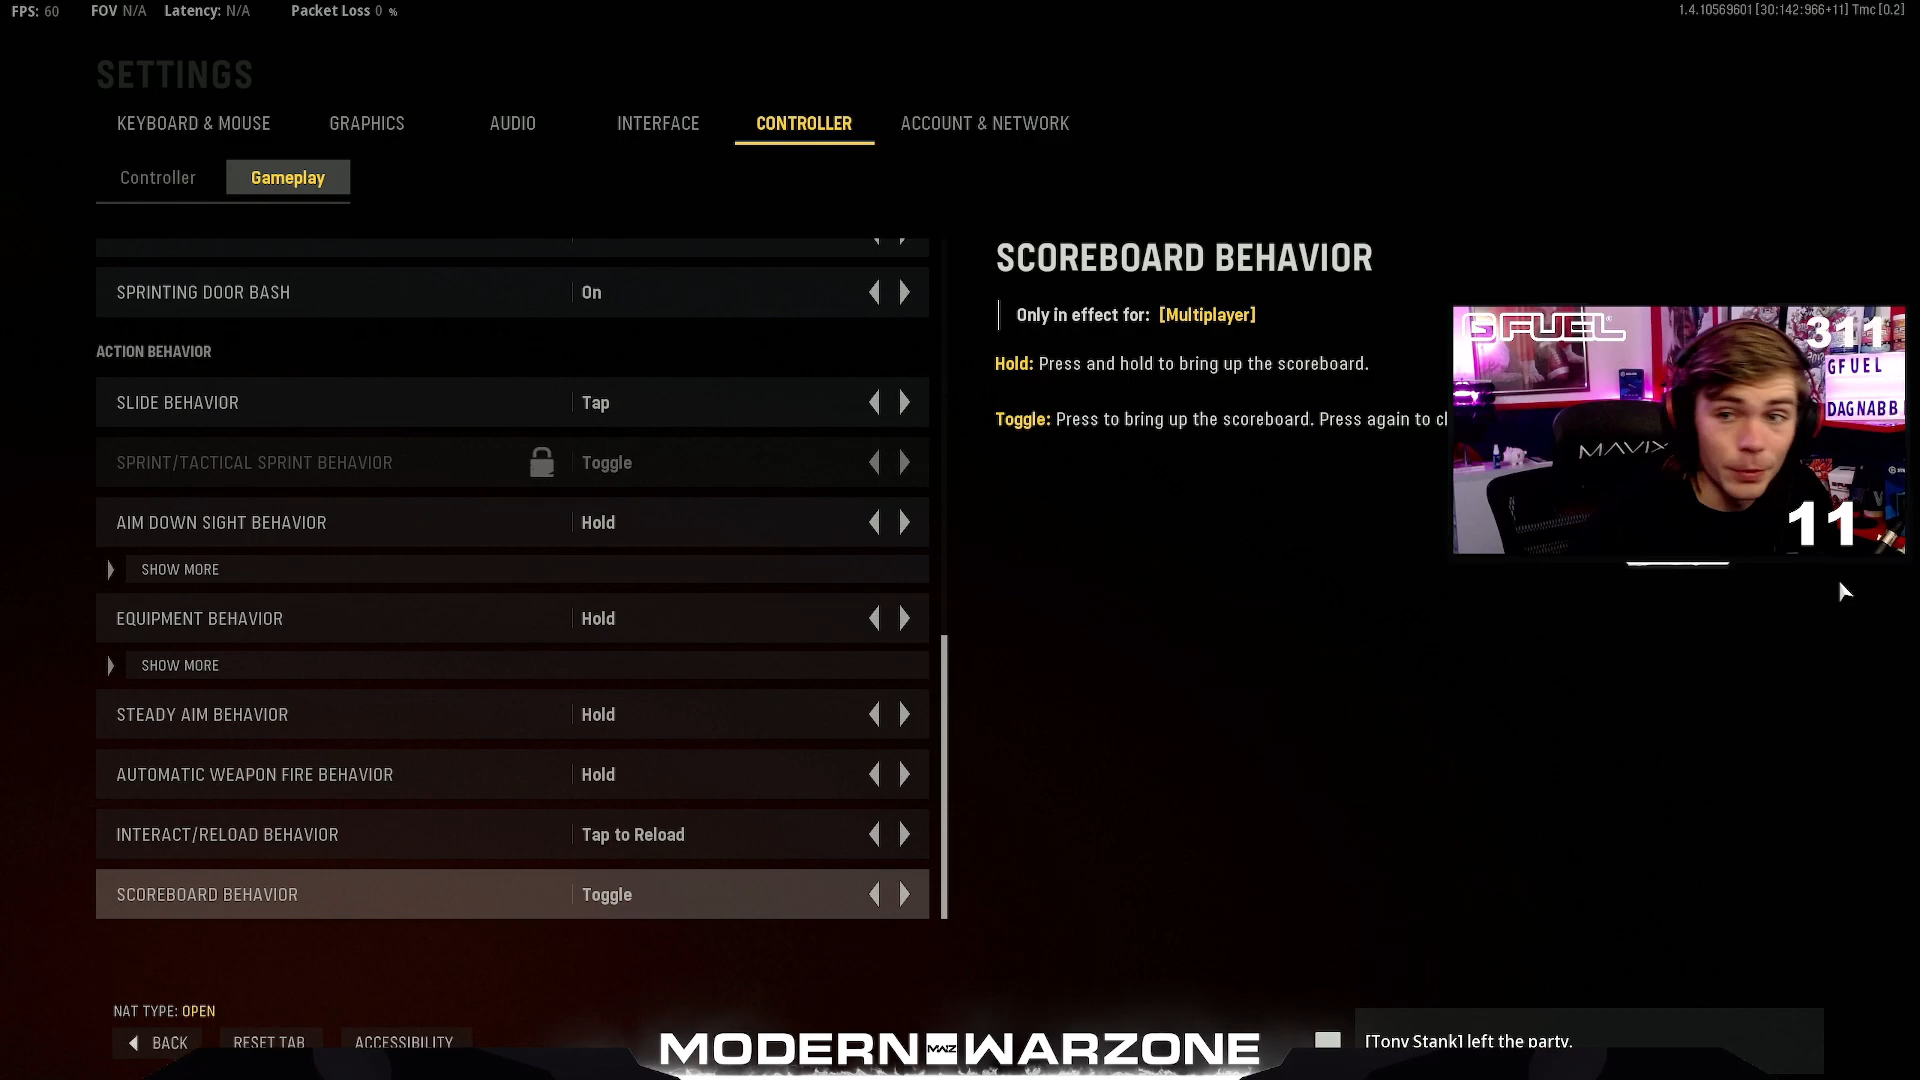 FPS: 60 FOV N/A Latency: N/A Packet Loss 0 %
1.4.10569601 [30:142:966+11] Tmc [0.2]
SETTINGS
KEYBOARD & MOUSE GRAPHICS AUDIO INTERFACE CONTROLLER ACCOUNT & NETWORK
Controller Gameplay
SPRINTING DOOR BASH On
ACTION BEHAVIOR
SLIDE BEHAVIOR Tap
SPRINT/TACTICAL SPRINT BEHAVIOR Toggle
AIM DOWN SIGHT BEHAVIOR Hold
SHOW MORE
EQUIPMENT BEHAVIOR Hold
SHOW MORE
STEADY AIM BEHAVIOR Hold
AUTOMATIC WEAPON FIRE BEHAVIOR Hold
INTERACT/RELOAD BEHAVIOR Tap to Reload
SCOREBOARD BEHAVIOR Toggle
SCOREBOARD BEHAVIOR
Only in effect for: [Multiplayer]
Hold: Press and hold to bring up the scoreboard.
Toggle: Press to bring up the scoreboard. Press again to cl
G FUEL
311
GFUEL
DAGNABB
MAVIX
11
NAT TYPE: OPEN
BACK RESET TAB ACCESSIBILITY
MODERN MWZ WARZONE
[Tony Stank] left the party.